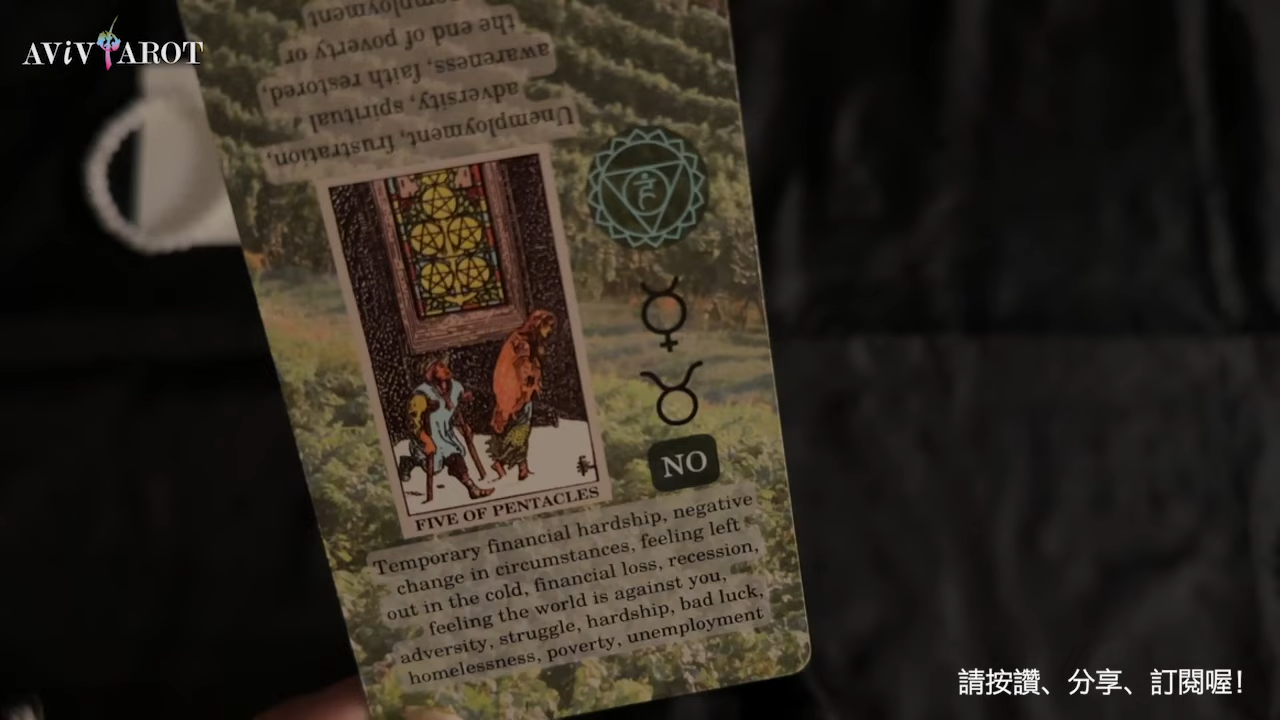 AViVTAROT
Unemployment, frustration,
adversity, spiritual
awareness, faith restored,
the end of poverty or
unemployment
NO
FIVE OF PENTACLES
Temporary financial hardship, negative
change in circumstances, feeling left
out in the cold, financial loss, recession,
feeling the world is against you,
adversity, struggle, hardship, bad luck,
homelessness, poverty, unemployment
請按讚、分享、訂閱喔!